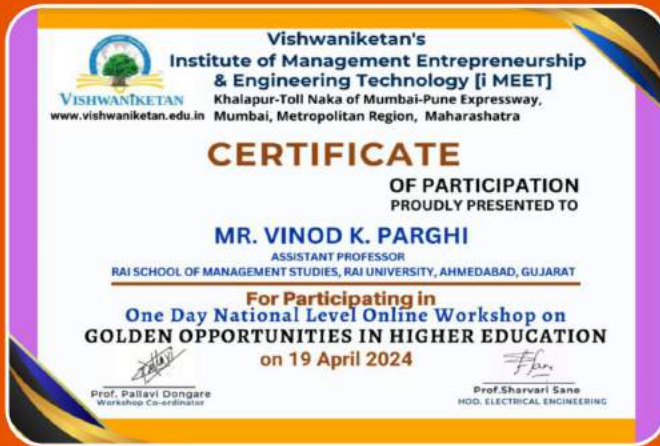 Vishwaniketan's
Institute of Management Entrepreneurship
& Engineering Technology [i MEET]
VISHWANIKETAN
Khalapur-Toll Naka of Mumbai-Pune Expressway,
www.vishwaniketan.edu.in Mumbai, Metropolitan Region, Maharashatra
CERTIFICATE
OF PARTICIPATION
PROUDLY PRESENTED TO
MR. VINOD K. PARGHI
ASSISTANT PROFESSOR
RAI SCHOOL OF MANAGEMENT STUDIES, RAI UNIVERSITY, AHMEDABAD, GUJARAT
For Participating in
One Day National Level Online Workshop on
GOLDEN OPPORTUNITIES IN HIGHER EDUCATION
on 19 April 2024
Prof. Pallavi Dongare
Workshop Co-ordinator
Prof.Sharvari Sane
HOD. ELECTRICAL ENGINEERING